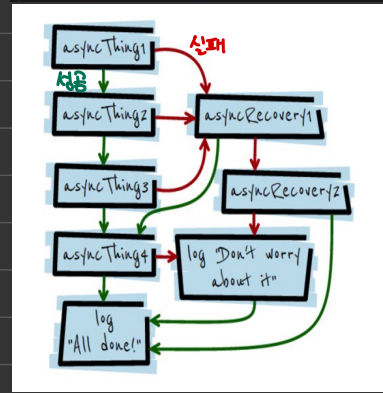 asyncThing1
실패
성공
asyncThing2
asyncRecovery1
asyncThing3
asyncRecovery2
asyncThing4
log "Don't worry
about it"
log
"All done!"